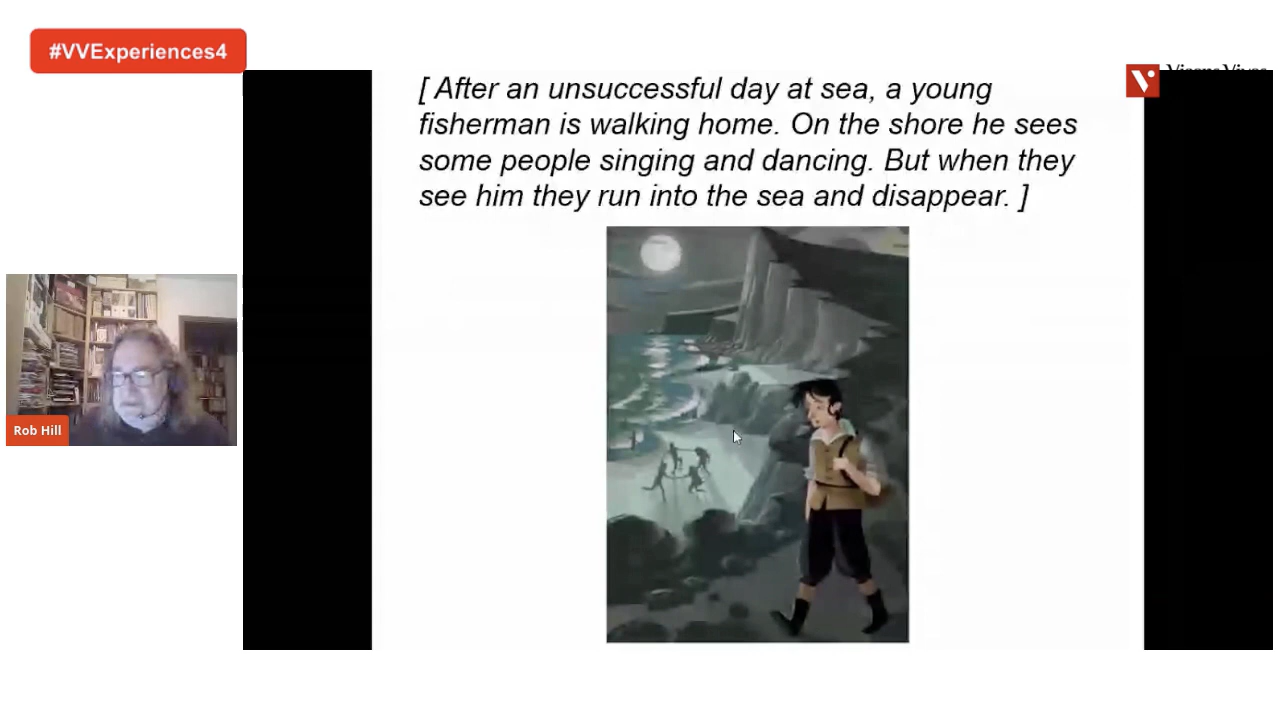 #VVExperiences4
[ After an unsuccessful day at sea, a young
fisherman is walking home. On the shore he sees
some people singing and dancing. But when they
see him they run into the sea and disappear. ]
Rob Hill